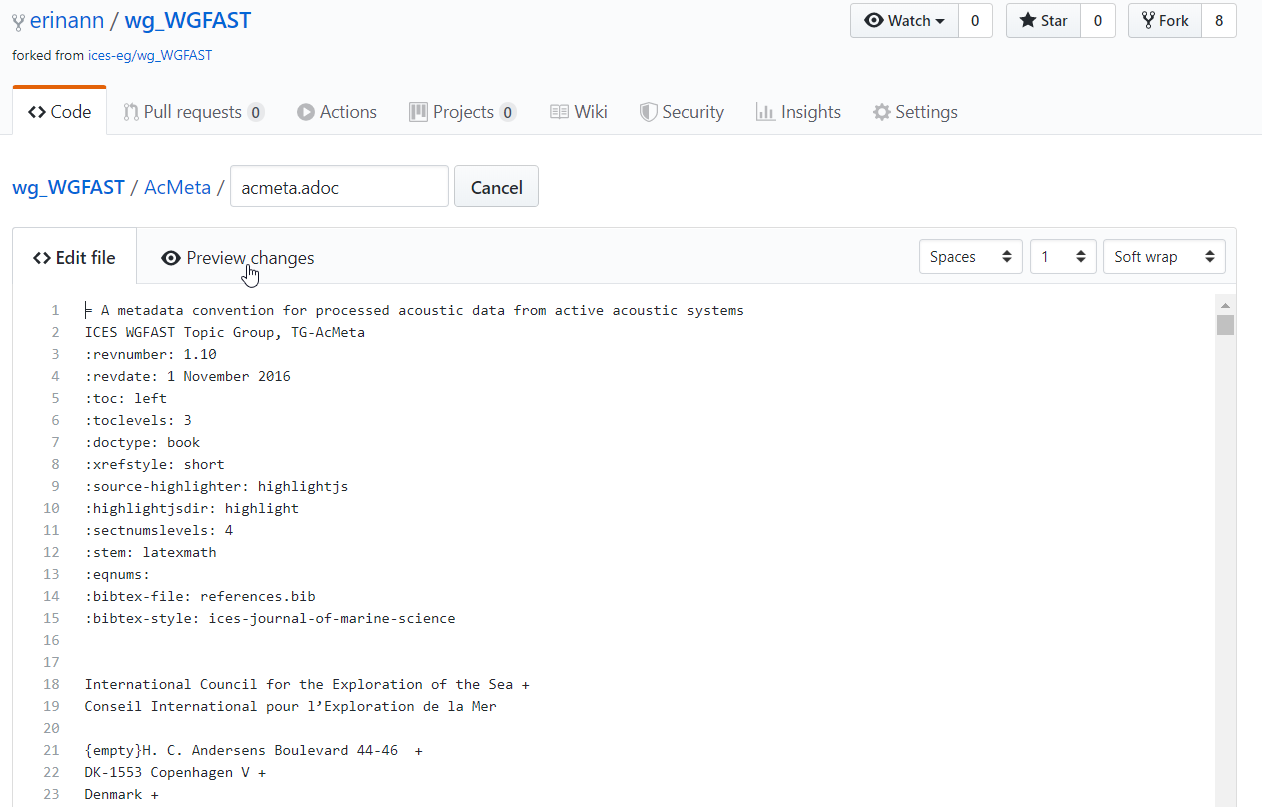 erinann / wg_WGFAST
Watch 0 Star 0 Fork 8
forked from ices-eg/wg_WGFAST
Code Pull requests 0 Actions Projects 0 Wiki Security Insights Settings
wg_WGFAST / AcMeta / acmeta.adoc Cancel
<> Edit file Preview changes Spaces 1 Soft wrap
1 = A metadata convention for processed acoustic data from active acoustic systems
2 ICES WGFAST Topic Group, TG-AcMeta
3 :revnumber: 1.10
4 :revdate: 1 November 2016
5 :toc: left
6 :toclevels: 3
7 :doctype: book
8 :xrefstyle: short
9 :source-highlighter: highlightjs
10 :highlightjsdir: highlight
11 :sectnumslevels: 4
12 :stem: latexmath
13 :eqnums:
14 :bibtex-file: references.bib
15 :bibtex-style: ices-journal-of-marine-science
16
17
18 International Council for the Exploration of the Sea +
19 Conseil International pour l’Exploration de la Mer
20
21 {empty}H. C. Andersens Boulevard 44-46  +
22 DK-1553 Copenhagen V +
23 Denmark +